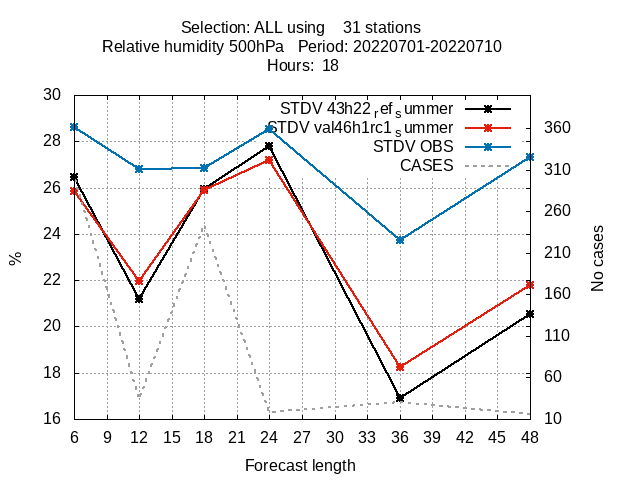 Selection: ALL using    31 stations
Relative humidity 500hPa   Period: 20220701-20220710
Hours:  18
STDV 43h22refsummer
STDV val46h1rc1summer
STDV OBS
CASES
30
28
26
24
22
20
18
16
%
360
310
260
210
160
110
60
10
No cases
6 9 12 15 18 21 24 27 30 33 36 39 42 45 48
Forecast length